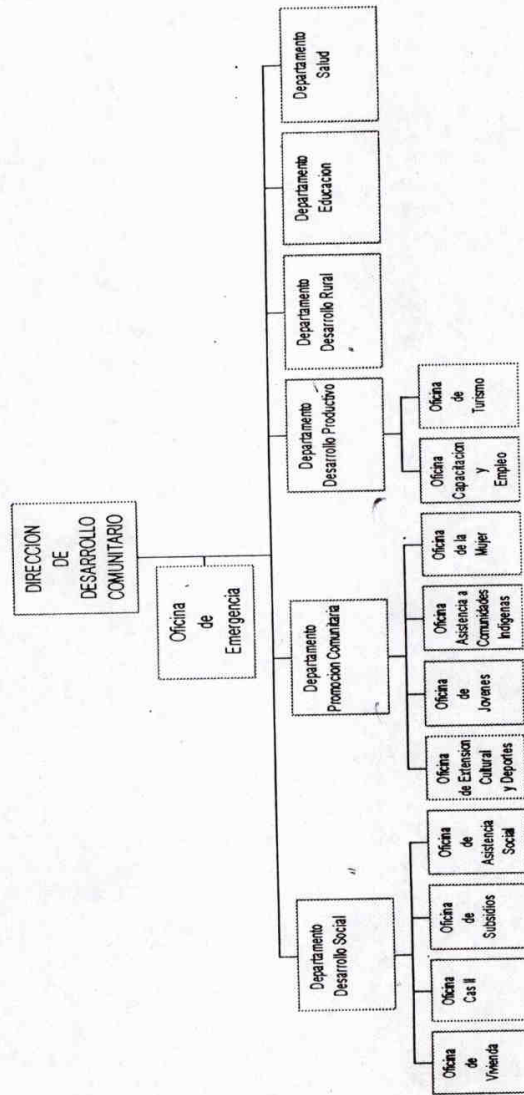 DIRECCION
DE
DESARROLLO
COMUNITARIO
Oficina
de
Emergencia
Departamento
Desarrollo Social
Departamento
Promocion Comunitaria
Departamento
Desarrollo Productivo
Departamento
Desarrollo Rural
Departamento
Educacion
Departamento
Salud
Oficina
de
Vivienda
Oficina
Cas II
Oficina
de
Subsidios
Oficina
de
Asistencia
Social
Oficina
de Extension
Cultural
y Deportes
Oficina
de
Jovenes
Oficina
Asistencia a
Comunidades
Indigenas
Oficina
de la
Mujer
Oficina
Capacitacion
y
Empleo
Oficina
de
Turismo